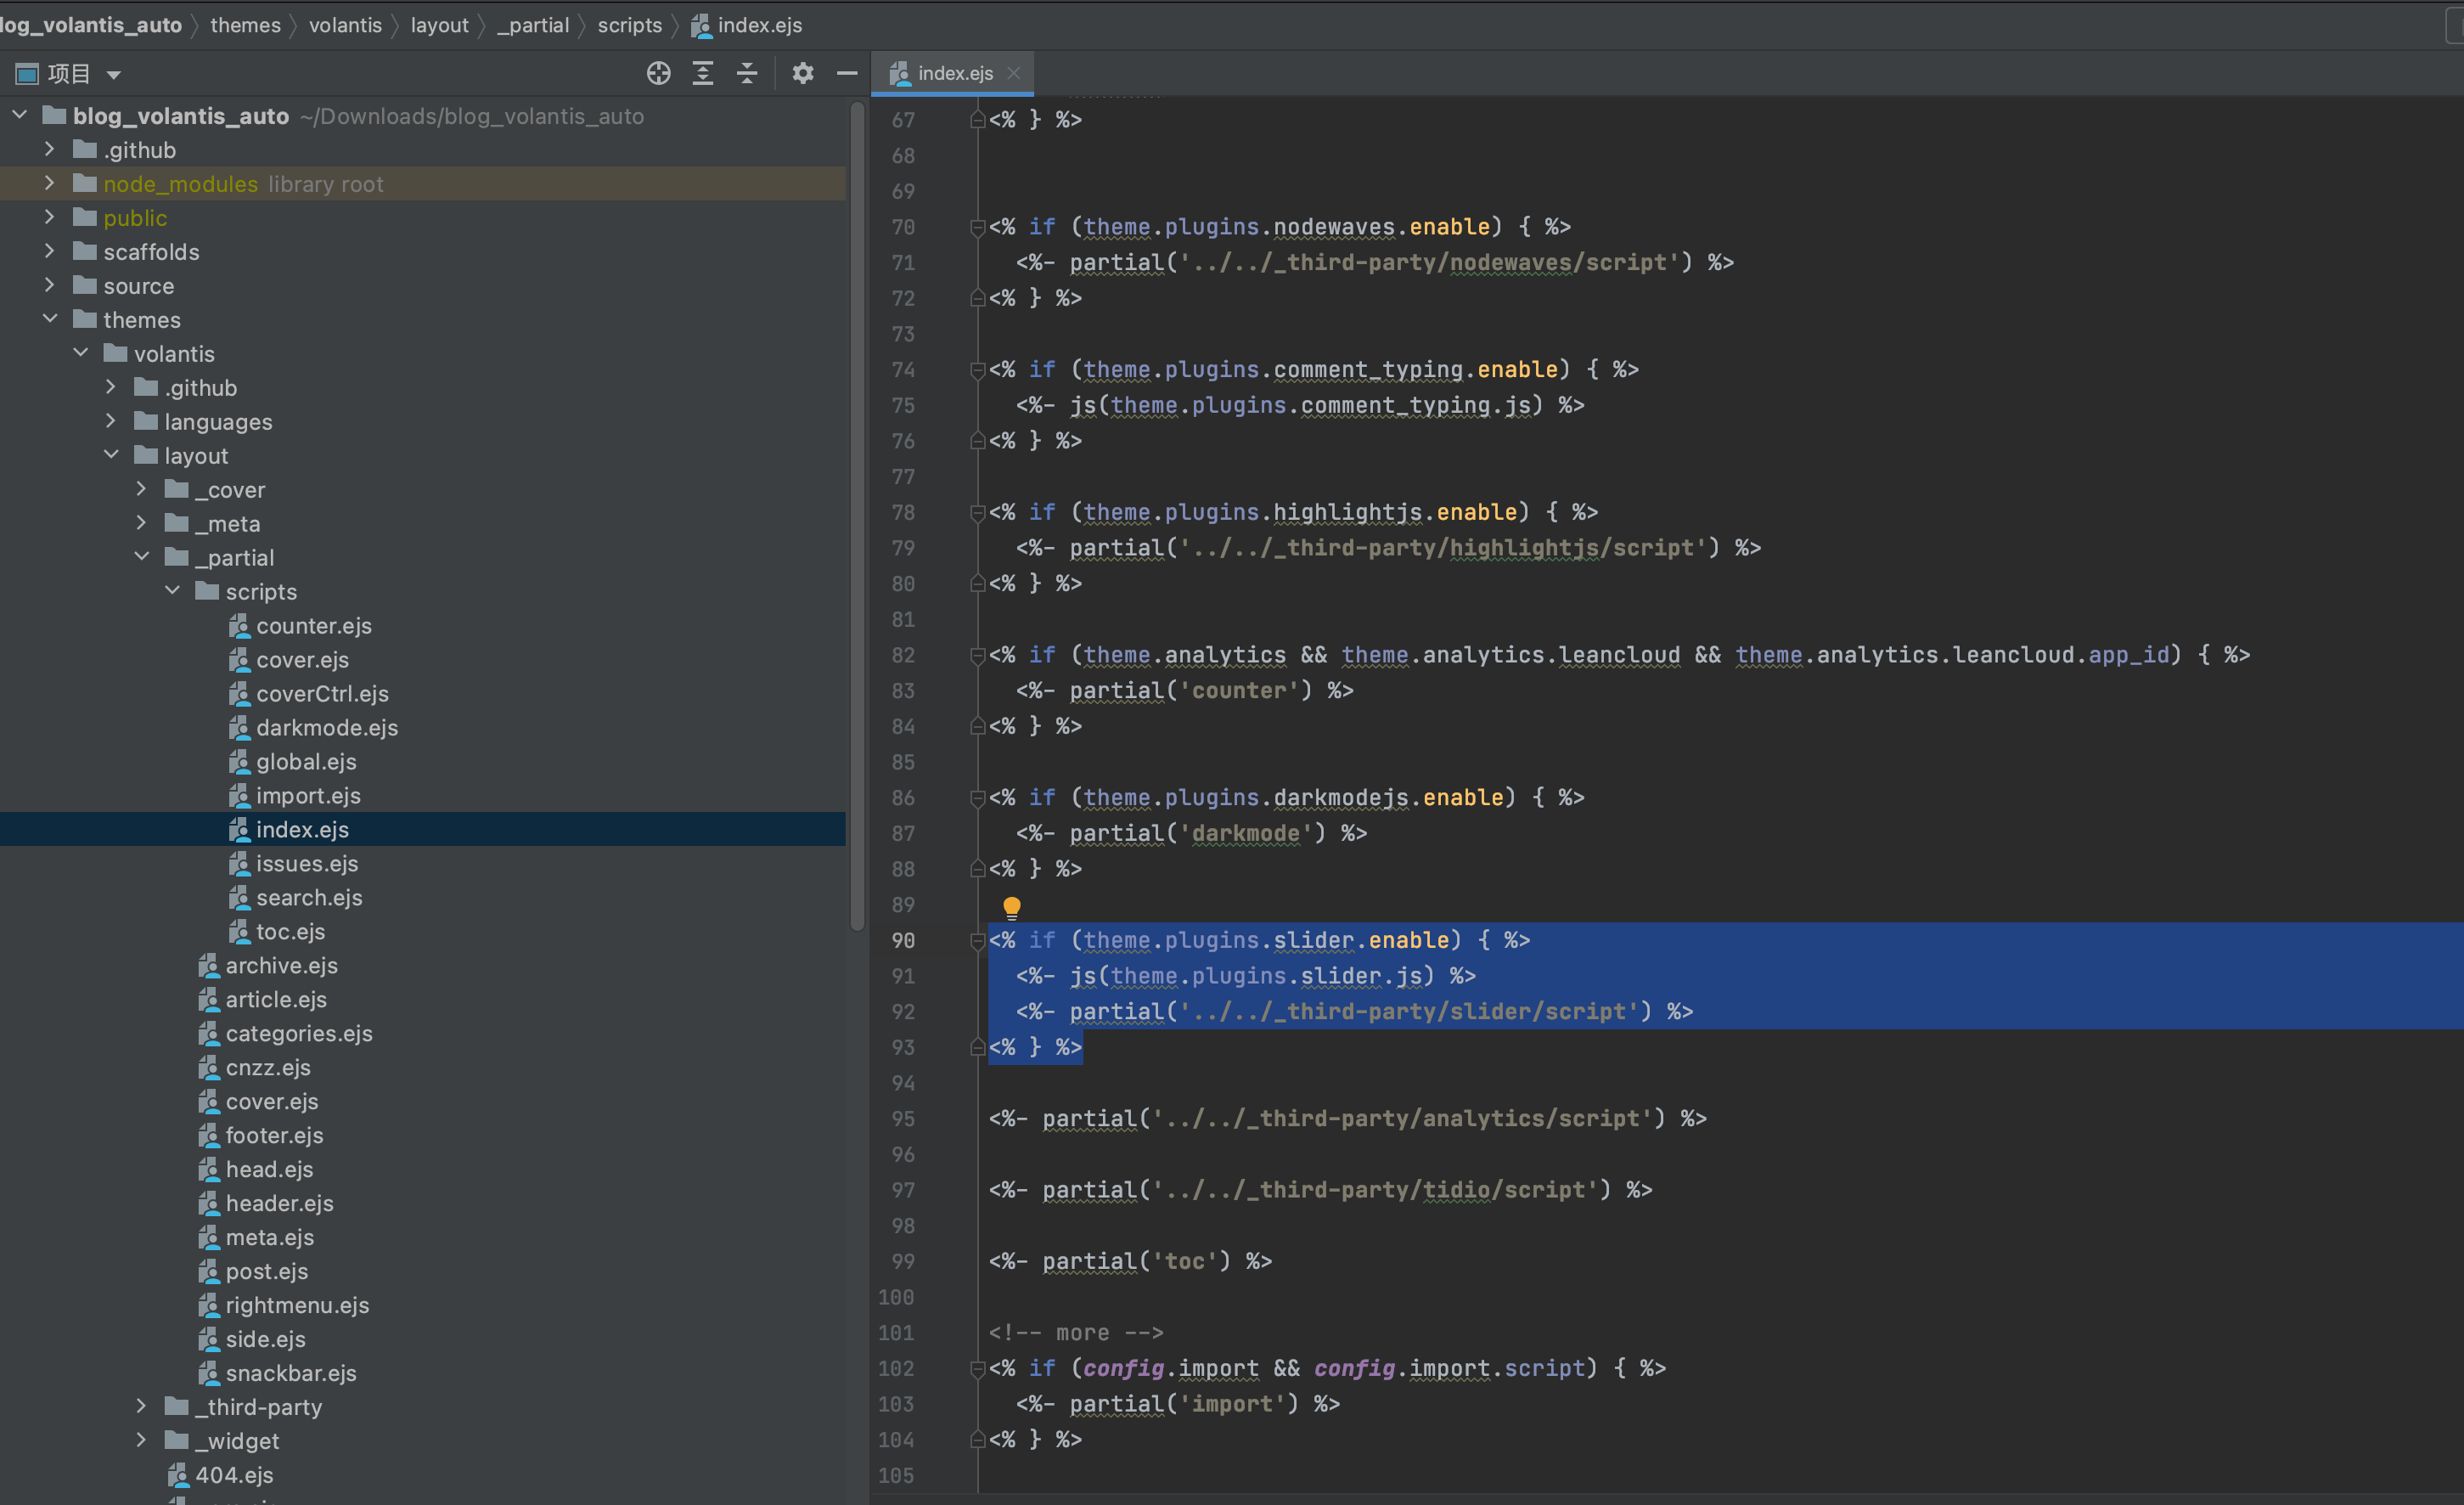 log_volantis_auto themes volantis layout _partial scripts index.ejs
项目
blog_volantis_auto ~/Downloads/blog_volantis_auto
.github
node_modules library root
public
scaffolds
source
themes
volantis
.github
languages
layout
_cover
_meta
_partial
scripts
counter.ejs
cover.ejs
coverCtrl.ejs
darkmode.ejs
global.ejs
import.ejs
index.ejs
issues.ejs
search.ejs
toc.ejs
archive.ejs
article.ejs
categories.ejs
cnzz.ejs
cover.ejs
footer.ejs
head.ejs
header.ejs
meta.ejs
post.ejs
rightmenu.ejs
side.ejs
snackbar.ejs
_third-party
_widget
404.ejs
index.ejs
67 <% } %>
68
69
70 <% if (theme.plugins.nodewaves.enable) { %>
71 <%- partial('../../_third-party/nodewaves/script') %>
72 <% } %>
73
74 <% if (theme.plugins.comment_typing.enable) { %>
75 <%- js(theme.plugins.comment_typing.js) %>
76 <% } %>
77
78 <% if (theme.plugins.highlightjs.enable) { %>
79 <%- partial('../../_third-party/highlightjs/script') %>
80 <% } %>
81
82 <% if (theme.analytics && theme.analytics.leancloud && theme.analytics.leancloud.app_id) { %>
83 <%- partial('counter') %>
84 <% } %>
85
86 <% if (theme.plugins.darkmodejs.enable) { %>
87 <%- partial('darkmode') %>
88 <% } %>
89
90 <% if (theme.plugins.slider.enable) { %>
91 <%- js(theme.plugins.slider.js) %>
92 <%- partial('../../_third-party/slider/script') %>
93 <% } %>
94
95 <%- partial('../../_third-party/analytics/script') %>
96
97 <%- partial('../../_third-party/tidio/script') %>
98
99 <%- partial('toc') %>
100
101 <!-- more -->
102 <% if (config.import && config.import.script) { %>
103 <%- partial('import') %>
104 <% } %>
105